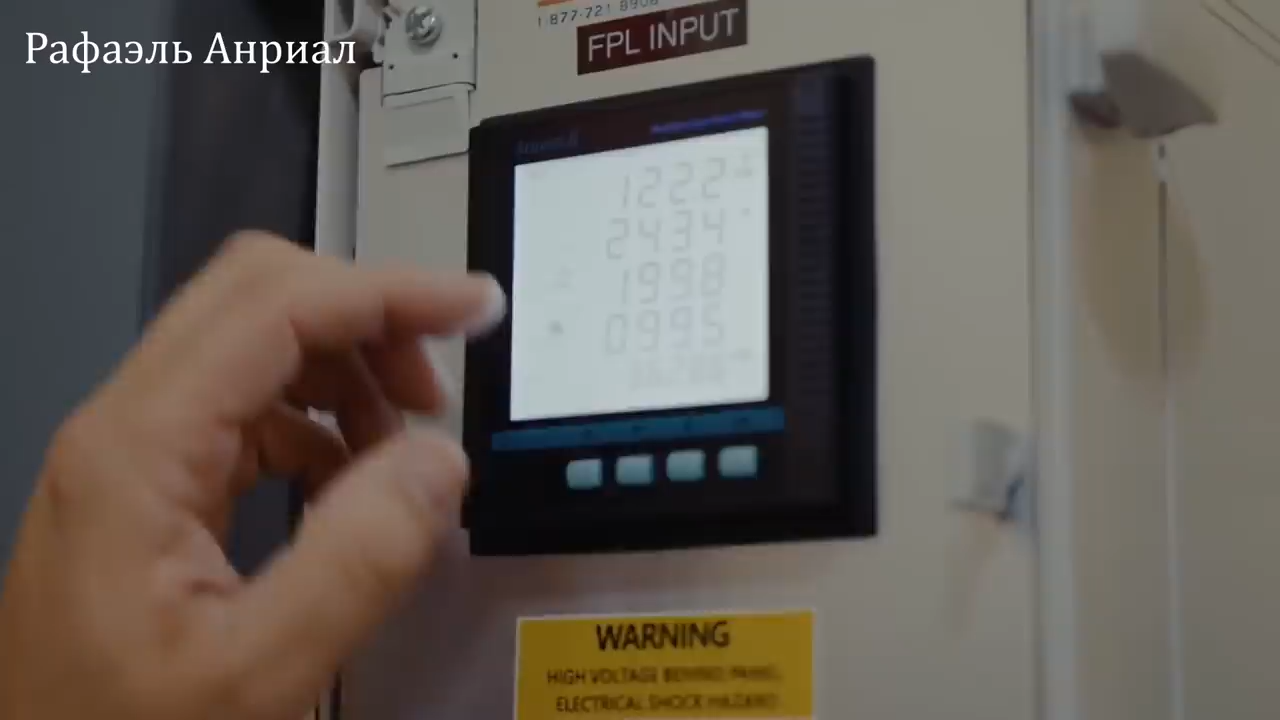 Рафаэль Анриал
1-877-721-8908
FPL INPUT
1222
2434
1998
0995
WARNING
HIGH VOLTAGE BEHIND PANEL
ELECTRICAL SHOCK HAZARD